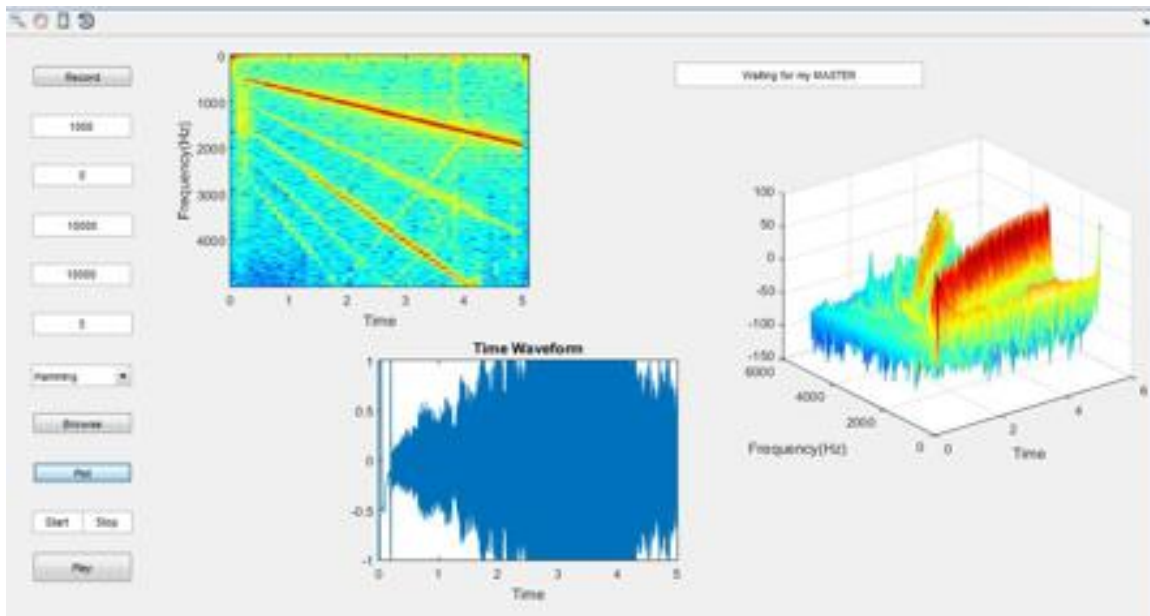 Record
1000
0
10000
10000
5
Hamming
Browse
Plot
Start Stop
Play
0
1000
2000
3000
4000
Frequency(Hz)
0 1 2 3 4 5
Time
Time Waveform
1
0.5
0
-0.5
-1
0 1 2 3 4 5
Time
Waiting for my MASTER
100
50
0
-50
-100
-150
6000
4000
2000
0
Frequency(Hz)
0
2
4
6
Time